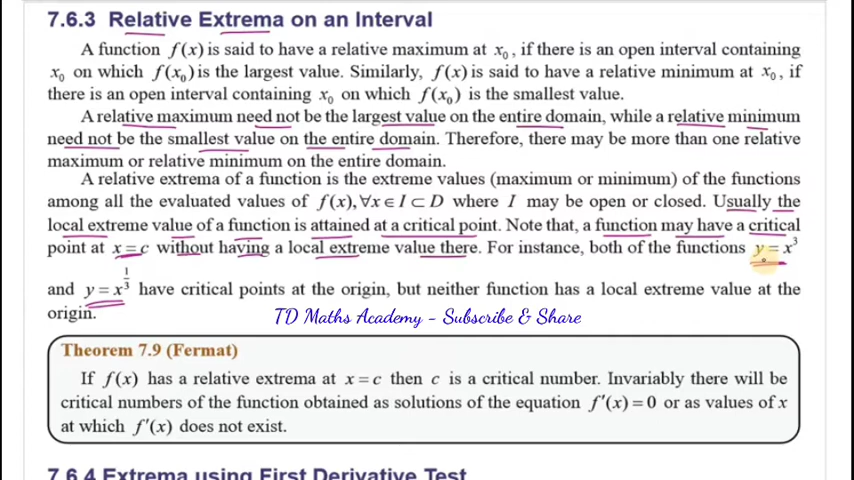 7.6.3 Relative Extrema on an Interval
A function f(x) is said to have a relative maximum at x₀, if there is an open interval containing
x₀ on which f(x₀) is the largest value. Similarly, f(x) is said to have a relative minimum at x₀, if
there is an open interval containing x₀ on which f(x₀) is the smallest value.
A relative maximum need not be the largest value on the entire domain, while a relative minimum
need not be the smallest value on the entire domain. Therefore, there may be more than one relative
maximum or relative minimum on the entire domain.
A relative extrema of a function is the extreme values (maximum or minimum) of the functions
among all the evaluated values of f(x), ∀x ∈ I ⊂ D where I may be open or closed. Usually the
local extreme value of a function is attained at a critical point. Note that, a function may have a critical
point at x = c without having a local extreme value there. For instance, both of the functions y = x³
and y = x^(1/3) have critical points at the origin, but neither function has a local extreme value at the
origin.
TD Maths Academy - Subscribe & Share
Theorem 7.9 (Fermat)
If f(x) has a relative extrema at x = c then c is a critical number. Invariably there will be
critical numbers of the function obtained as solutions of the equation f′(x) = 0 or as values of x
at which f′(x) does not exist.
7.6.4 Extrema using First Derivative Test